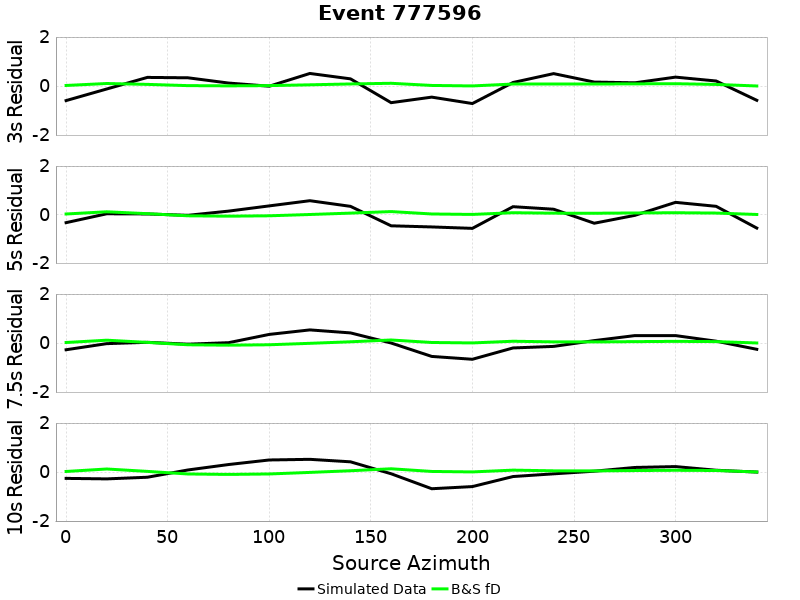 Event 777596
3s Residual
2
0
-2
5s Residual
2
0
-2
7.5s Residual
2
0
-2
10s Residual
2
0
-2
0 50 100 150 200 250 300
Source Azimuth
Simulated Data B&S fD